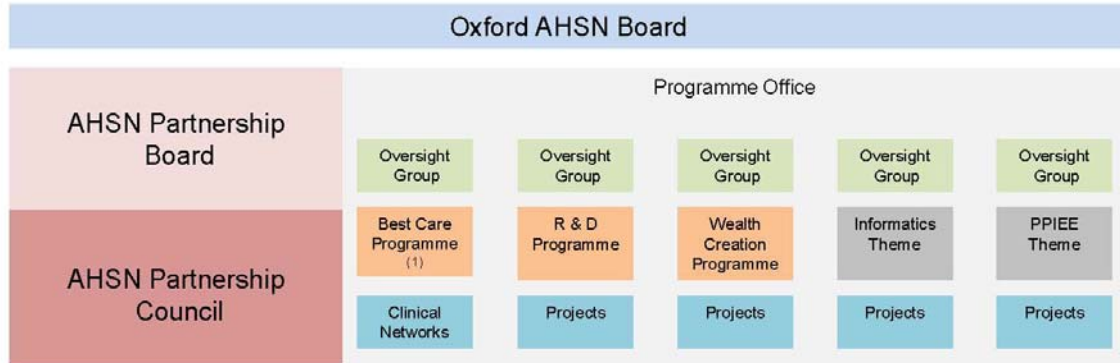 Oxford AHSN Board
AHSN Partnership
Board
Programme Office
Oversight
Group
Oversight
Group
Oversight
Group
Oversight
Group
Oversight
Group
AHSN Partnership
Council
Best Care
Programme
(1)
R & D
Programme
Wealth
Creation
Programme
Informatics
Theme
PPIEE
Theme
Clinical
Networks
Projects
Projects
Projects
Projects